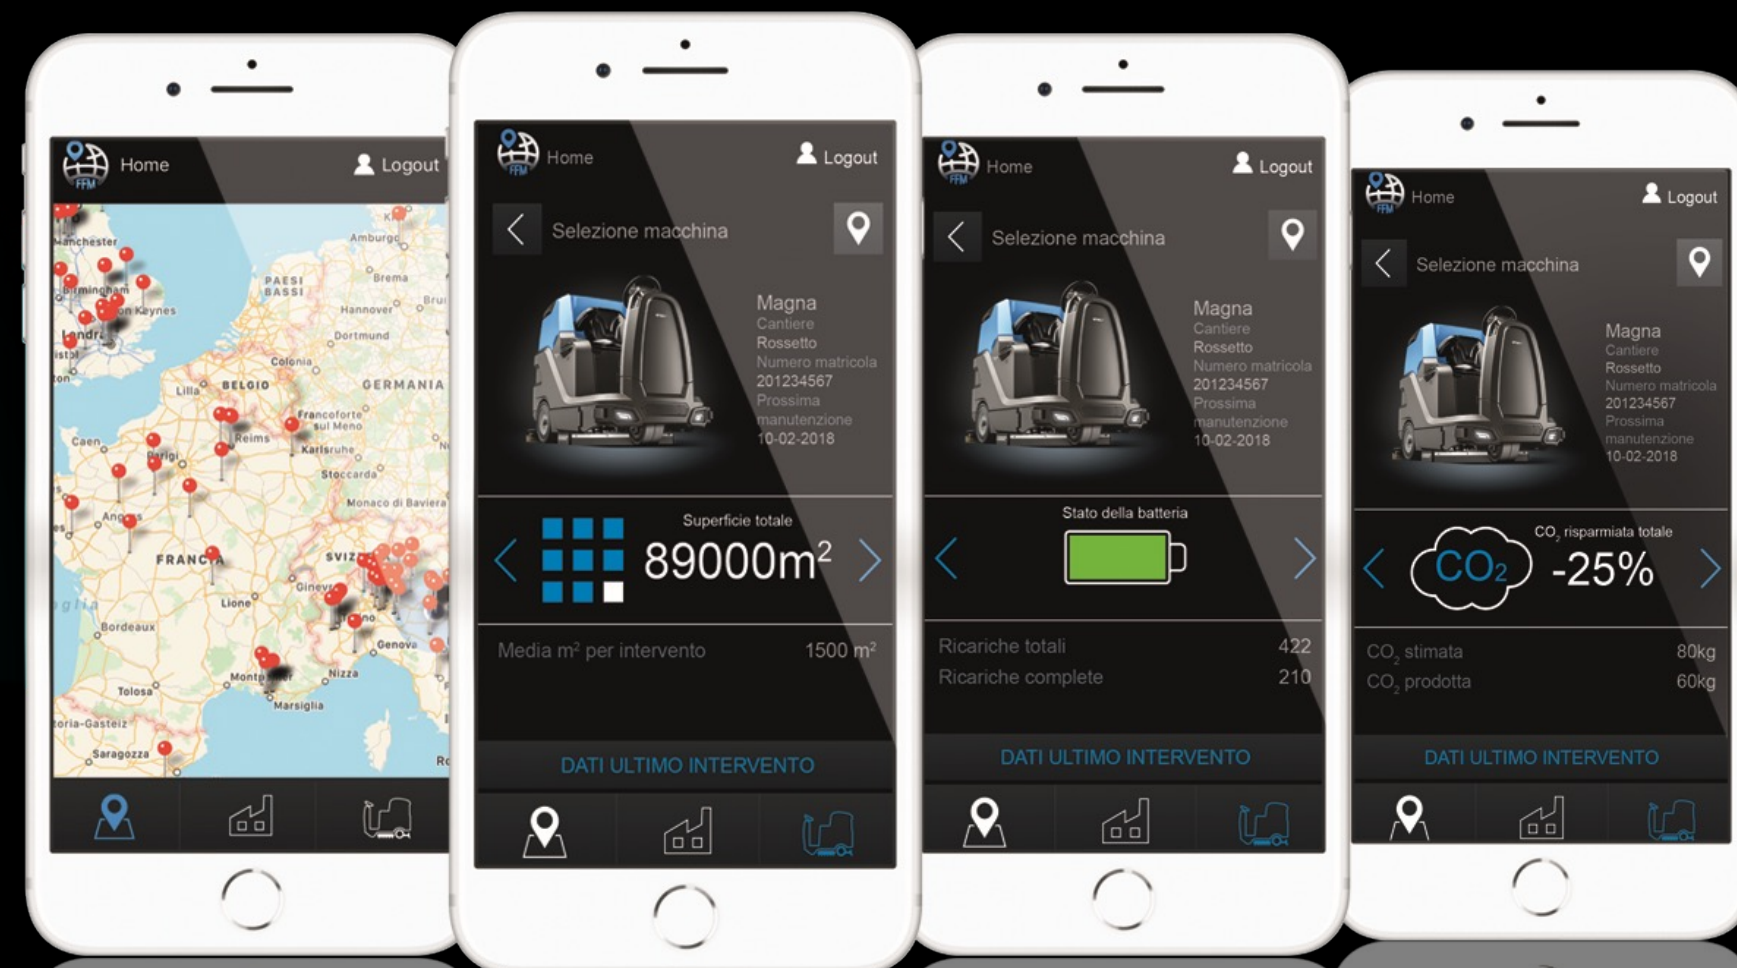 FFM
Home
Logout
Manchester
Amburgo
PAESI
BASSI
Brema
Birmingham
Hannover
Dortmund
Colonia
Lilla
BELGIO
GERMANIA
Francoforte
sul Meno
Caen
Reims
Parigi
Karlsruhe
Stoccarda
Monaco di Baviera
FRANCIA
Lione
Bordeaux
Genova
Tolosa
Nizza
Marsiglia
Saragozza
FFM
Home
Logout
Selezione macchina
Magna
Cantiere
Rossetto
Numero matricola
201234567
Prossima
manutenzione
10-02-2018
Superficie totale
89000m²
Media m² per intervento 1500 m²
DATI ULTIMO INTERVENTO
FFM
Home
Logout
Selezione macchina
Magna
Cantiere
Rossetto
Numero matricola
201234567
Prossima
manutenzione
10-02-2018
Stato della batteria
Ricariche totali 422
Ricariche complete 210
DATI ULTIMO INTERVENTO
FFM
Home
Logout
Selezione macchina
Magna
Cantiere
Rossetto
Numero matricola
201234567
Prossima
manutenzione
10-02-2018
CO₂ risparmiata totale
CO₂
-25%
CO₂ stimata 80kg
CO₂ prodotta 60kg
DATI ULTIMO INTERVENTO